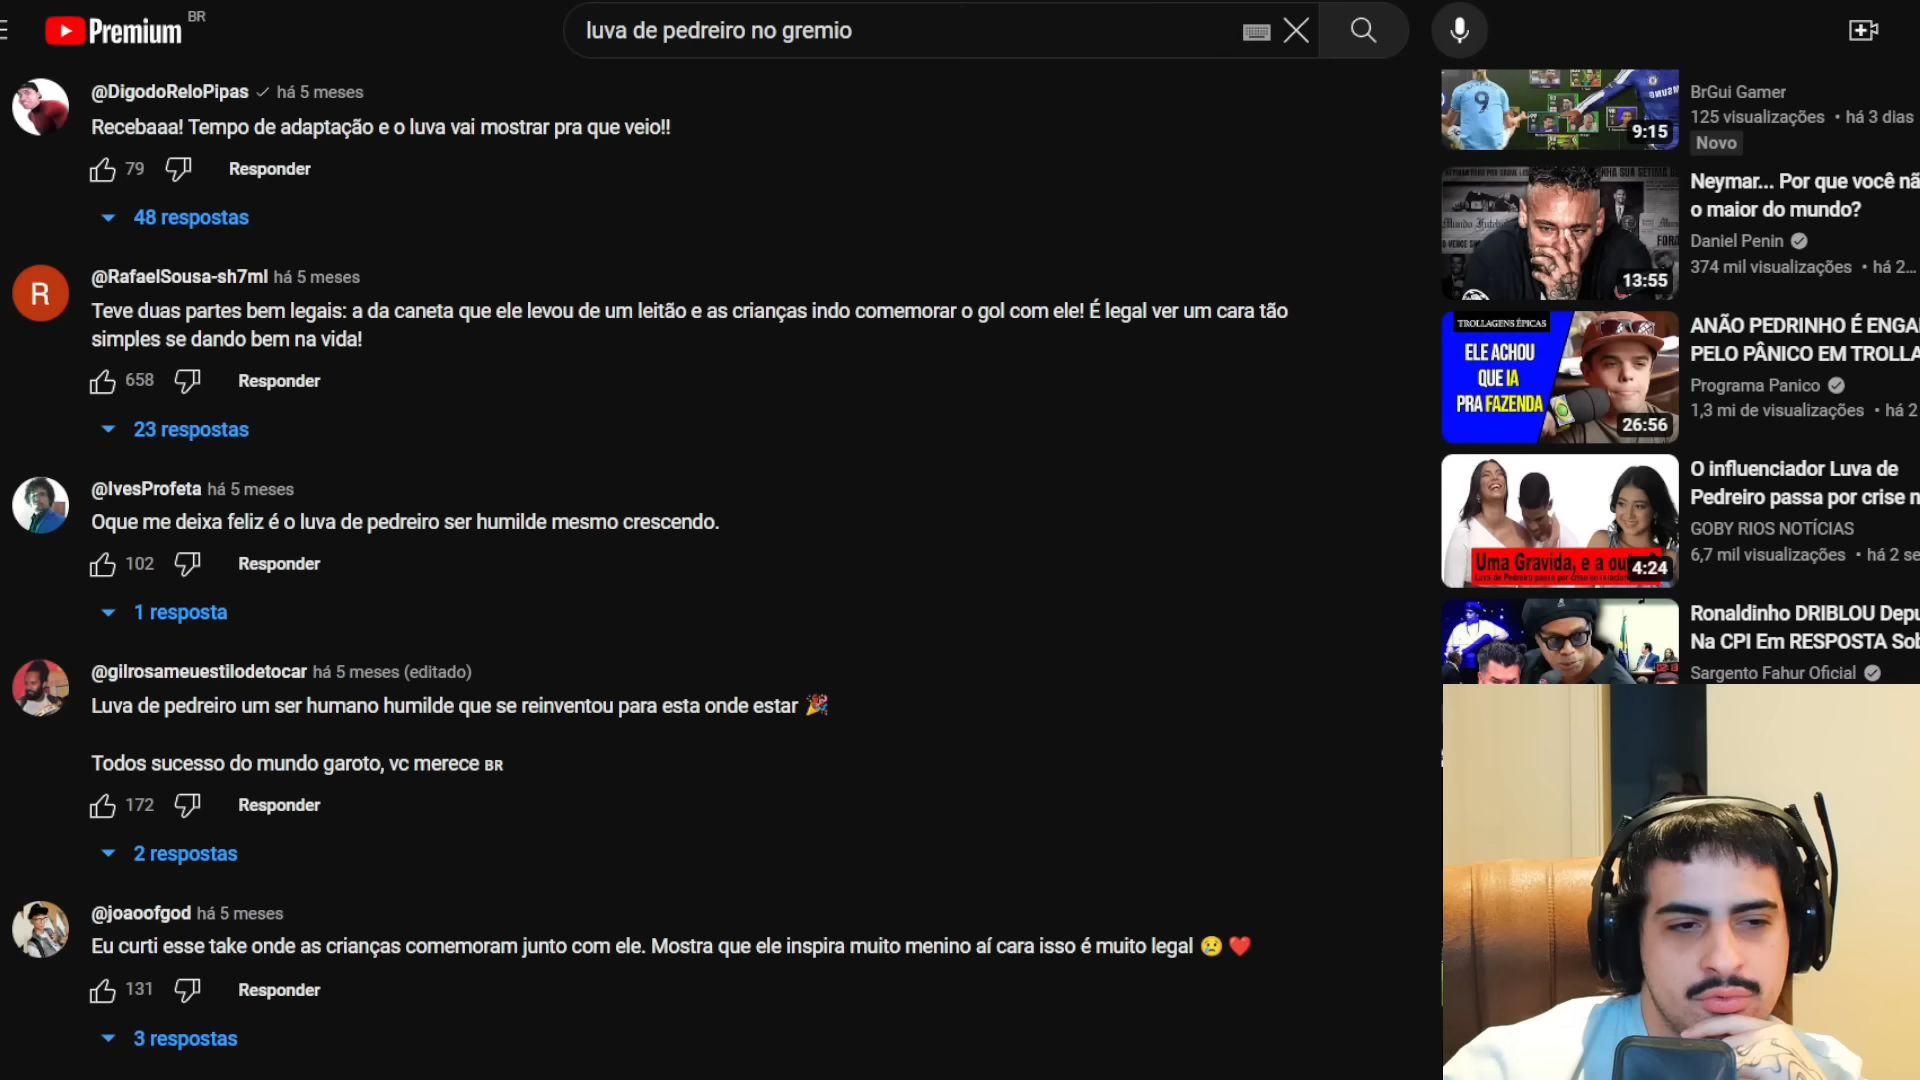 Premium BR
luva de pedreiro no gremio
@DigodoReloPipas há 5 meses
Recebaaa! Tempo de adaptação e o luva vai mostrar pra que veio!!
79 Responder
48 respostas
@RafaelSousa-sh7ml há 5 meses
Teve duas partes bem legais: a da caneta que ele levou de um leitão e as crianças indo comemorar o gol com ele! É legal ver um cara tão
simples se dando bem na vida!
658 Responder
23 respostas
@IvesProfeta há 5 meses
Oque me deixa feliz é o luva de pedreiro ser humilde mesmo crescendo.
102 Responder
1 resposta
@gilrosameuestilodetocar há 5 meses (editado)
Luva de pedreiro um ser humano humilde que se reinventou para esta onde estar 🎉
Todos sucesso do mundo garoto, vc merece BR
172 Responder
2 respostas
@joaoofgod há 5 meses
Eu curti esse take onde as crianças comemoram junto com ele. Mostra que ele inspira muito menino aí cara isso é muito legal 😢 ❤️
131 Responder
3 respostas
9
9:15
BrGui Gamer
125 visualizações • há 3 dias
Novo
13:55
Neymar... Por que você nã
o maior do mundo?
Daniel Penin
374 mil visualizações • há 2...
TROLLAGENS ÉPICAS
ELE ACHOU
QUE IA
PRA FAZENDA
26:56
ANÃO PEDRINHO É ENGA
PELO PÂNICO EM TROLLA
Programa Panico
1,3 mi de visualizações • há 2
Uma Gravida, e a ou
4:24
O influenciador Luva de
Pedreiro passa por crise n
GOBY RIOS NOTÍCIAS
6,7 mil visualizações • há 2 se
Ronaldinho DRIBLOU Depu
Na CPI Em RESPOSTA Sob
Sargento Fahur Oficial